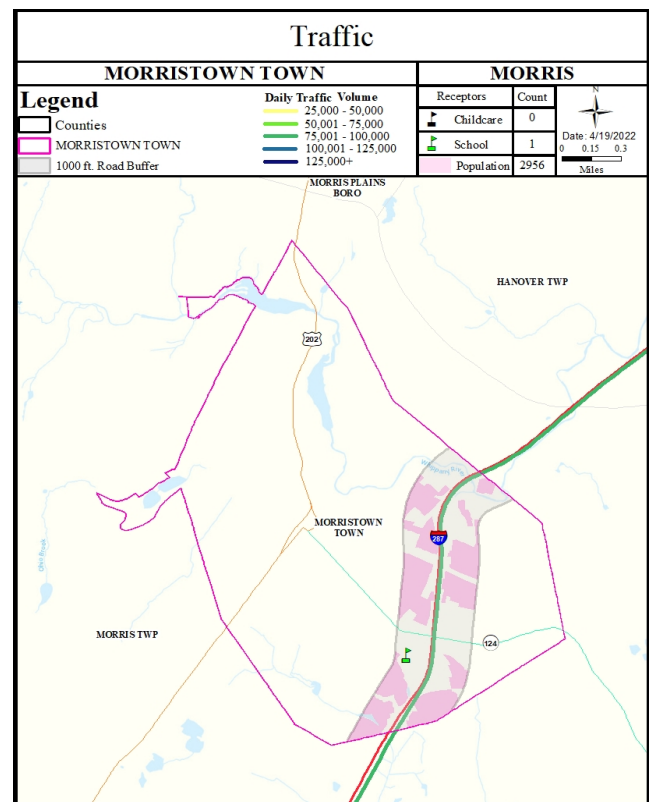 Traffic
MORRISTOWN TOWN
MORRIS
Legend
Counties
MORRISTOWN TOWN
1000 ft. Road Buffer
Daily Traffic Volume
25,000 - 50,000
50,001 - 75,000
75,001 - 100,000
100,001 - 125,000
125,000+
Receptors Count
Childcare 0
School 1
Population 2956
N
Date: 4/19/2022
0 0.15 0.3
Miles
MORRIS PLAINS
BORO
HANOVER TWP
202
MORRISTOWN
TOWN
287
MORRIS TWP
124